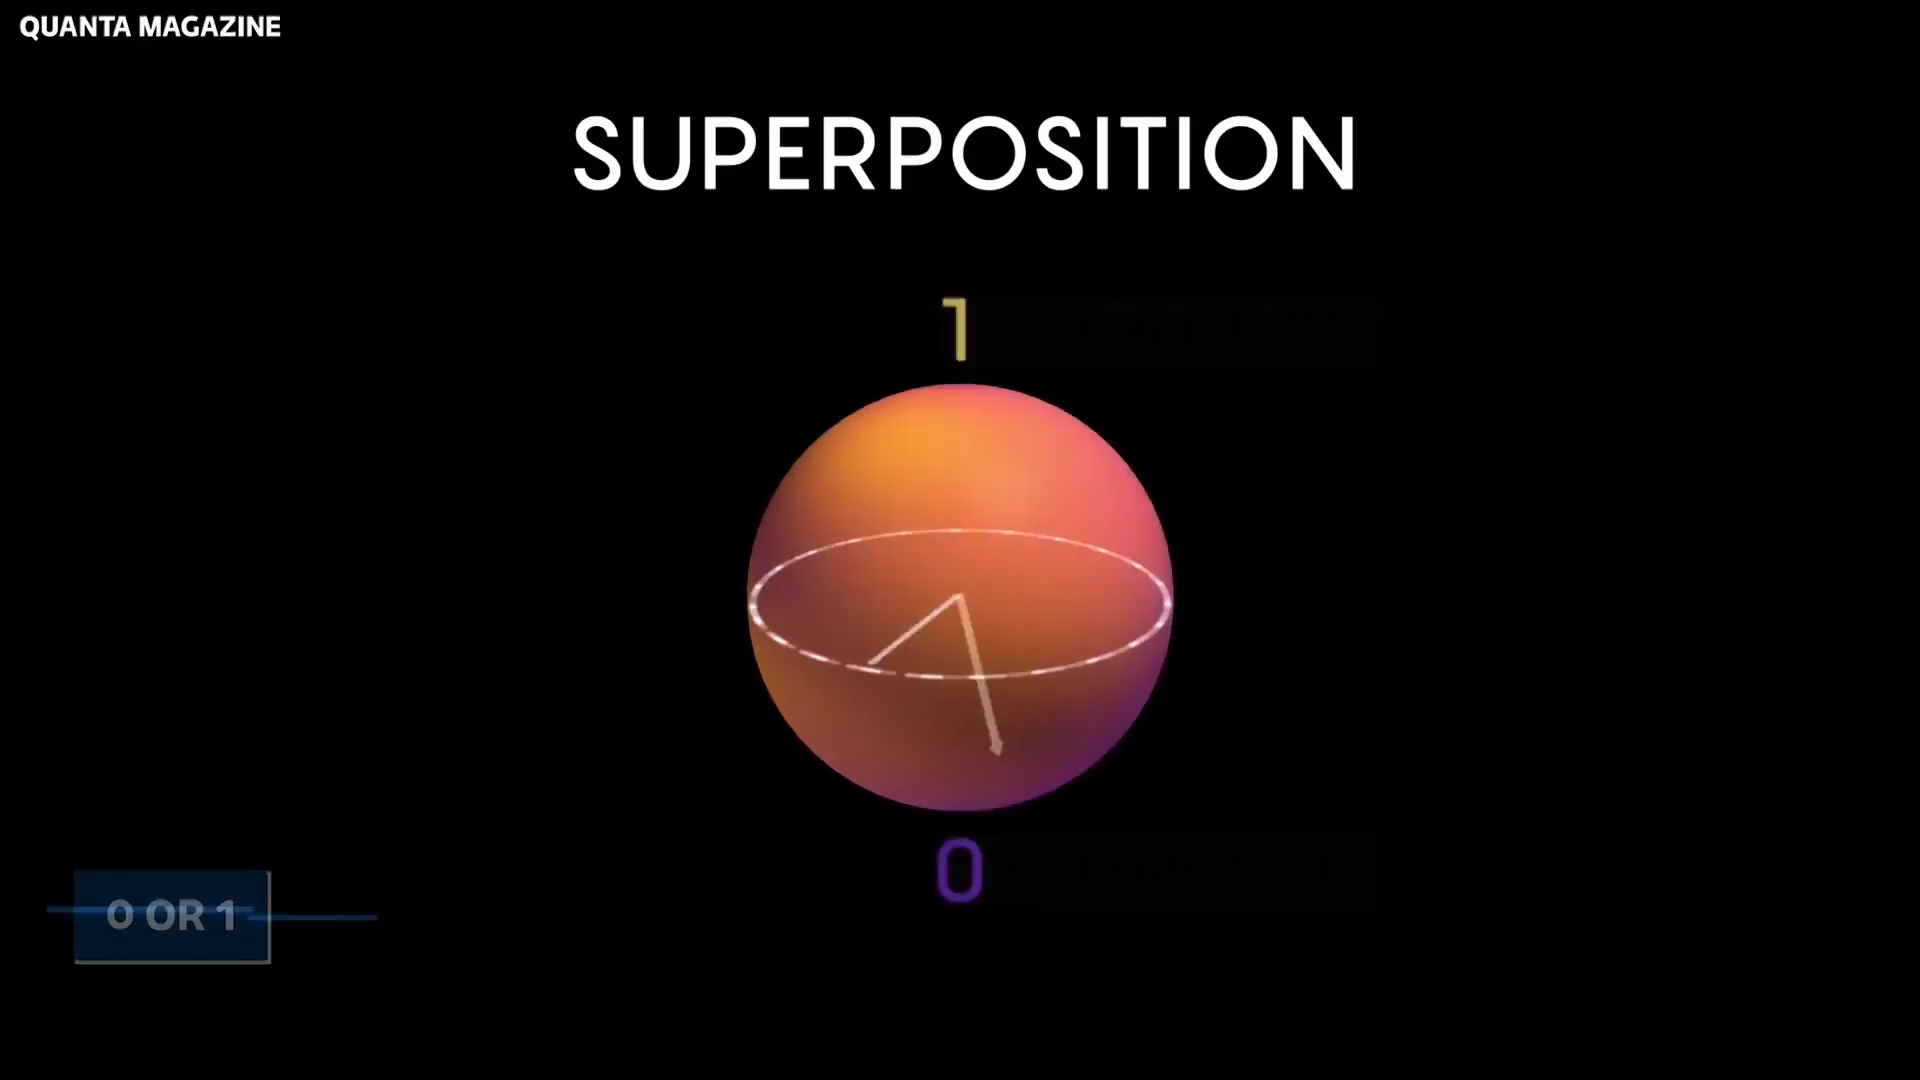 QUANTA MAGAZINE
SUPERPOSITION
1
0
0 OR 1